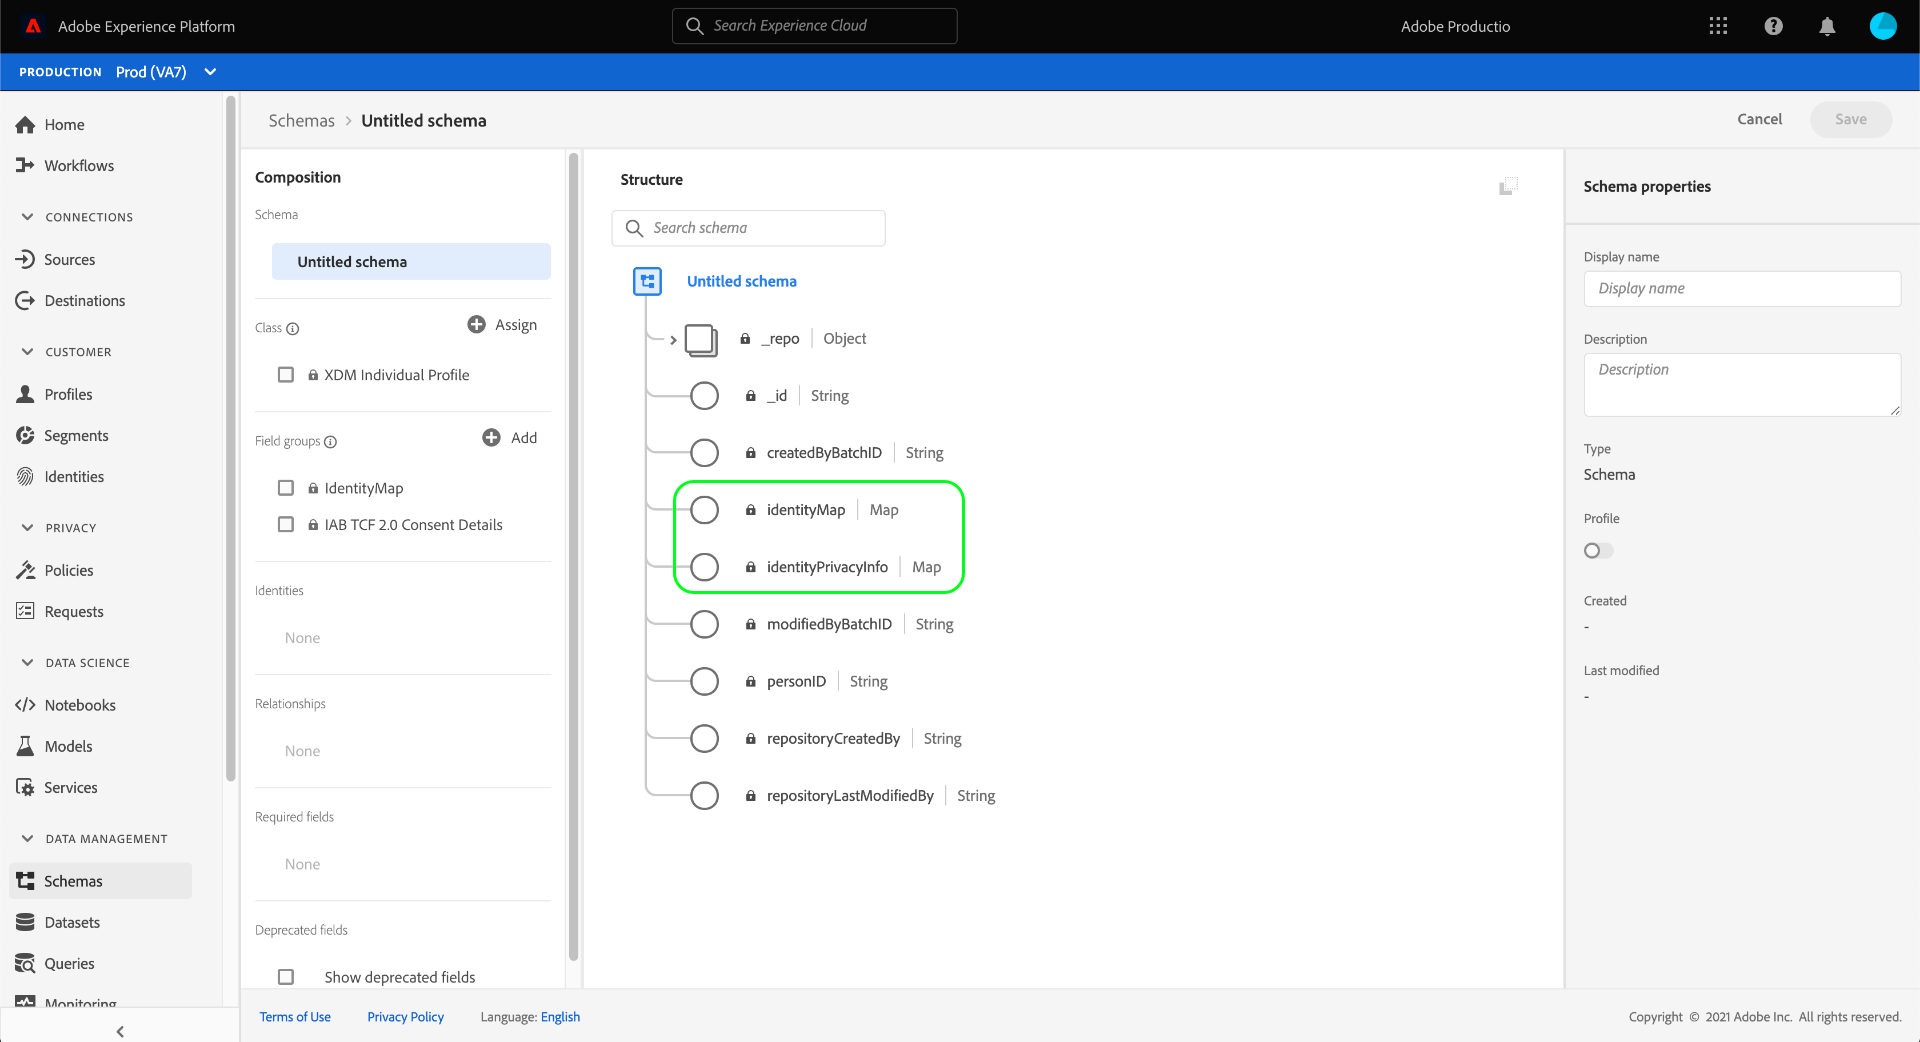 Adobe Experience Platform
Search Experience Cloud
Adobe Productio
PRODUCTION Prod (VA7)
Home
Workflows
CONNECTIONS
Sources
Destinations
CUSTOMER
Profiles
Segments
Identities
PRIVACY
Policies
Requests
DATA SCIENCE
Notebooks
Models
Services
DATA MANAGEMENT
Schemas
Datasets
Queries
Monitoring
Schemas > Untitled schema
Cancel
Save
Composition
Schema
Untitled schema
Class
Assign
XDM Individual Profile
Field groups
Add
IdentityMap
IAB TCF 2.0 Consent Details
Identities
None
Relationships
None
Required fields
None
Deprecated fields
Show deprecated fields
Structure
Search schema
Untitled schema
_repo Object
_id String
createdByBatchID String
identityMap Map
identityPrivacyInfo Map
modifiedByBatchID String
personID String
repositoryCreatedBy String
repositoryLastModifiedBy String
Schema properties
Display name
Display name
Description
Description
Type
Schema
Profile
Created
-
Last modified
-
Terms of Use
Privacy Policy
Language: English
Copyright © 2021 Adobe Inc. All rights reserved.